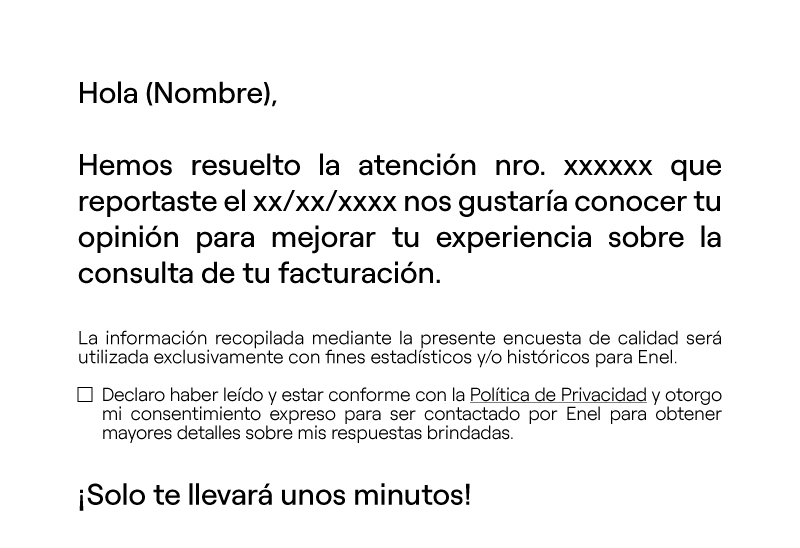 Hola (Nombre),
Hemos resuelto la atención nro. xxxxxx que
reportaste el xx/xx/xxxx nos gustaría conocer tu
opinión para mejorar tu experiencia sobre la
consulta de tu facturación.
La información recopilada mediante la presente encuesta de calidad será
utilizada exclusivamente con fines estadísticos y/o históricos para Enel.
Declaro haber leído y estar conforme con la Política de Privacidad y otorgo
mi consentimiento expreso para ser contactado por Enel para obtener
mayores detalles sobre mis respuestas brindadas.
¡Solo te llevará unos minutos!